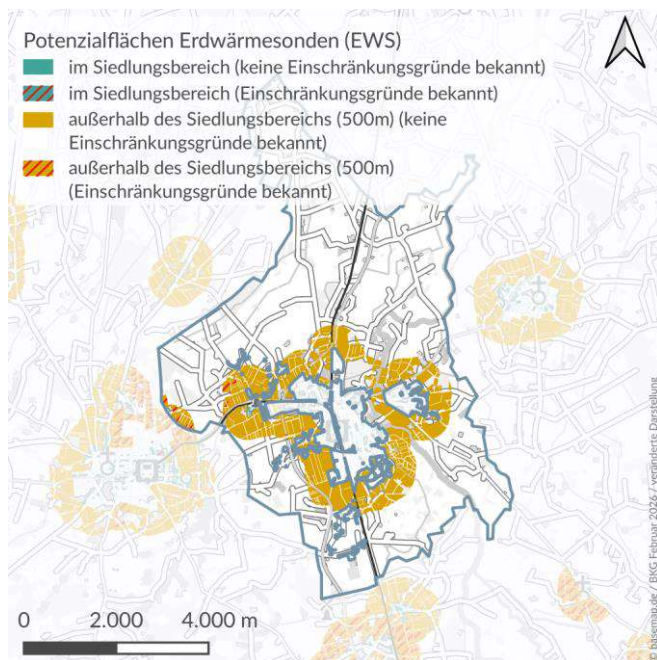 Potenzialflächen Erdwärmesonden (EWS)
im Siedlungsbereich (keine Einschränkungsgründe bekannt)
im Siedlungsbereich (Einschränkungsgründe bekannt)
außerhalb des Siedlungsbereichs (500m) (keine
Einschränkungsgründe bekannt)
außerhalb des Siedlungsbereichs (500m)
(Einschränkungsgründe bekannt)
0 2.000 4.000 m
© basemap.de / BKG Februar 2026 / veränderte Darstellung